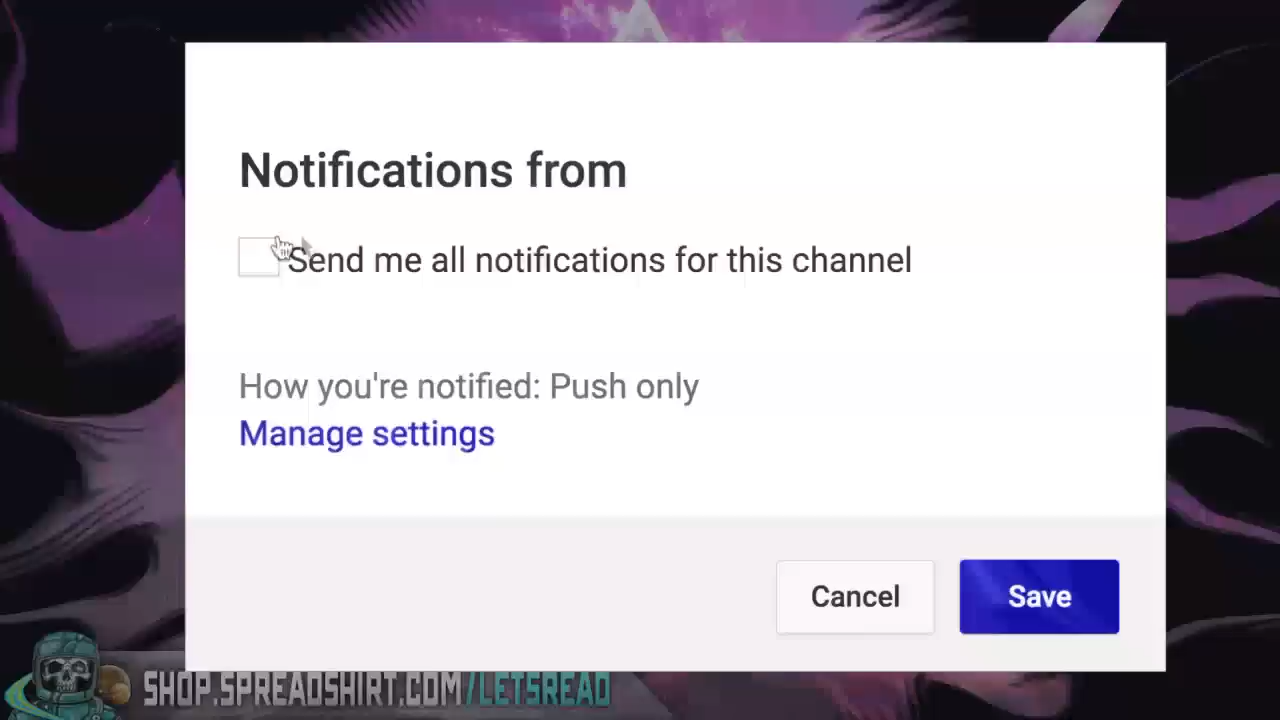 Notifications from
Send me all notifications for this channel
How you're notified: Push only
Manage settings
Cancel
Save
SHOP.SPREADSHIRT.COM/LETSREAD